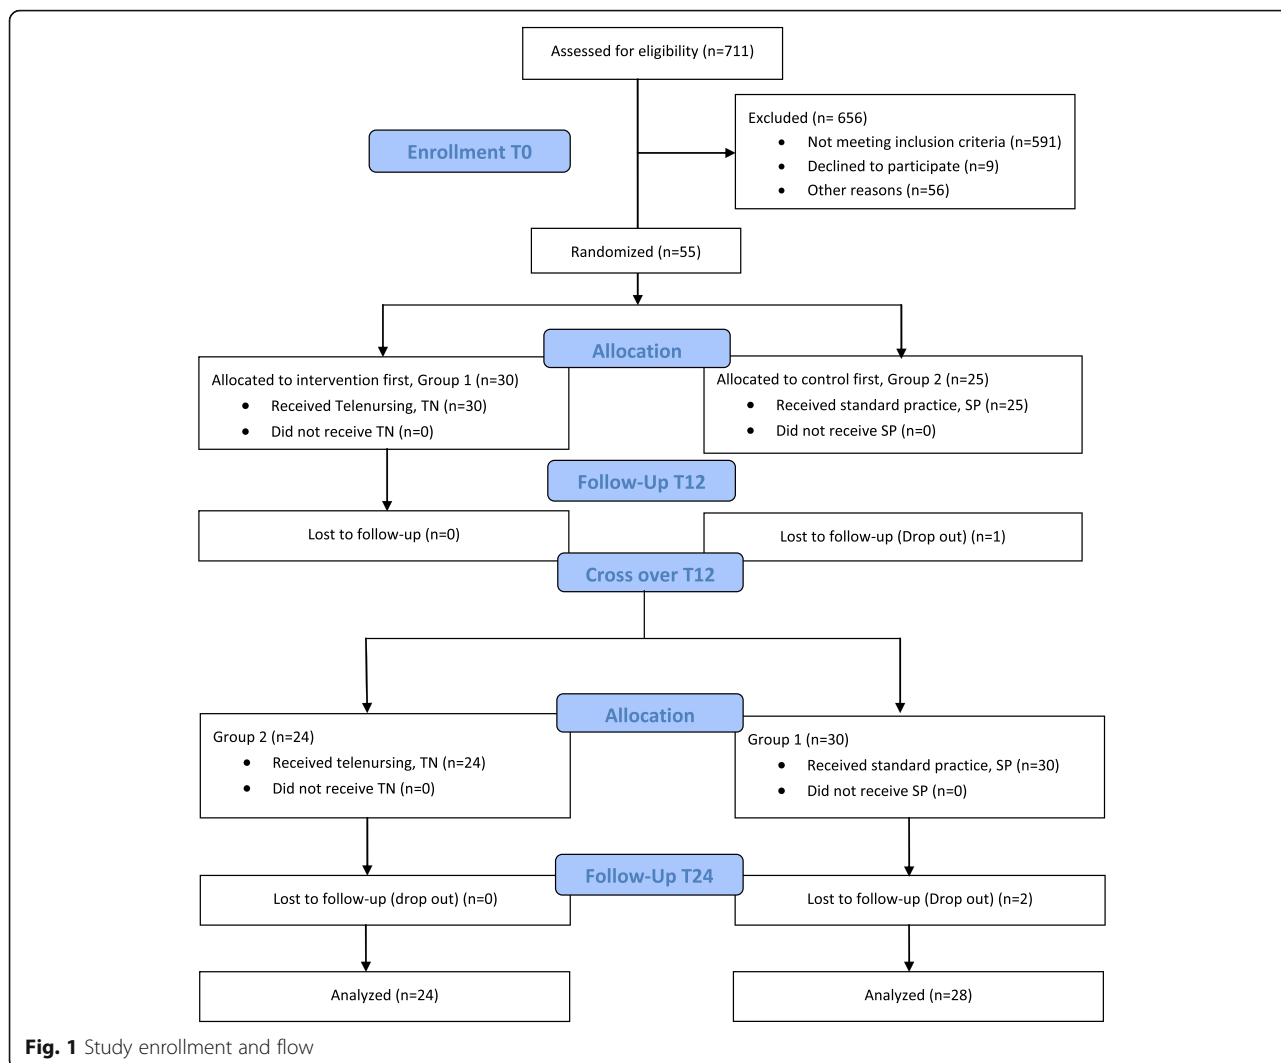 Assessed for eligibility (n=711)
Excluded (n= 656)
• Not meeting inclusion criteria (n=591)
• Declined to participate (n=9)
• Other reasons (n=56)
Enrollment T0
Randomized (n=55)
Allocation
Allocated to intervention first, Group 1 (n=30)
• Received Telenursing, TN (n=30)
• Did not receive TN (n=0)
Allocated to control first, Group 2 (n=25)
• Received standard practice, SP (n=25)
• Did not receive SP (n=0)
Follow-Up T12
Lost to follow-up (n=0)
Lost to follow-up (Drop out) (n=1)
Cross over T12
Allocation
Group 2 (n=24)
• Received telenursing, TN (n=24)
• Did not receive TN (n=0)
Group 1 (n=30)
• Received standard practice, SP (n=30)
• Did not receive SP (n=0)
Follow-Up T24
Lost to follow-up (drop out) (n=0)
Lost to follow-up (Drop out) (n=2)
Analyzed (n=24)
Analyzed (n=28)
Fig. 1 Study enrollment and flow